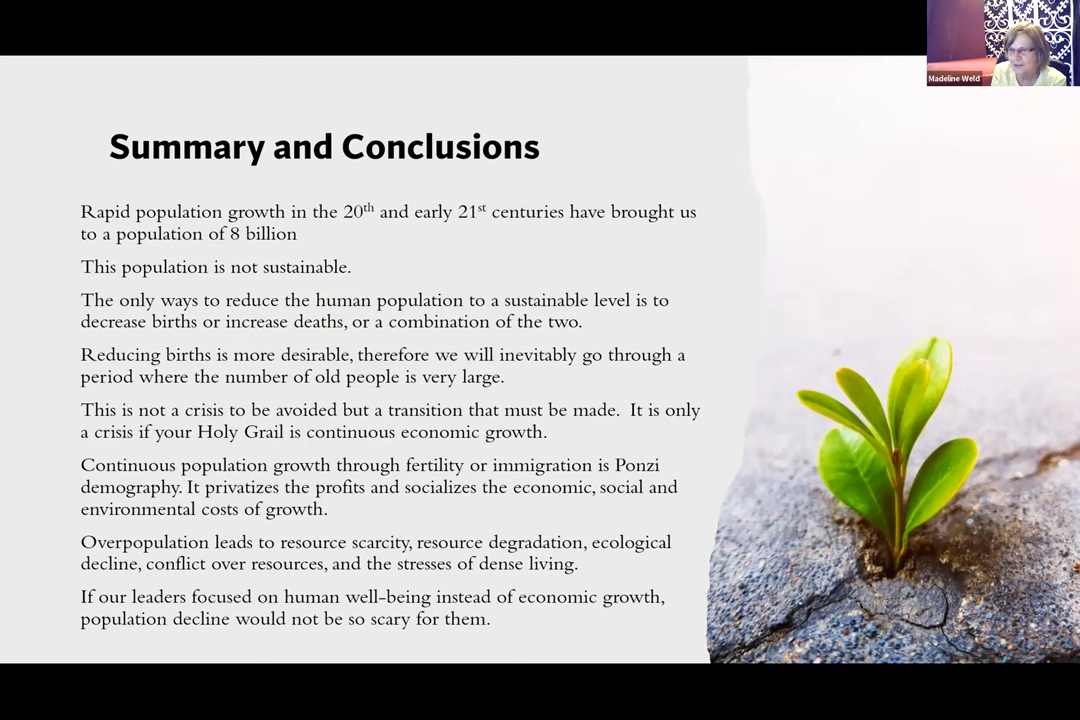 Madeline Weld
Summary and Conclusions
Rapid population growth in the 20th and early 21st centuries have brought us
to a population of 8 billion
This population is not sustainable.
The only ways to reduce the human population to a sustainable level is to
decrease births or increase deaths, or a combination of the two.
Reducing births is more desirable, therefore we will inevitably go through a
period where the number of old people is very large.
This is not a crisis to be avoided but a transition that must be made.  It is only
a crisis if your Holy Grail is continuous economic growth.
Continuous population growth through fertility or immigration is Ponzi
demography. It privatizes the profits and socializes the economic, social and
environmental costs of growth.
Overpopulation leads to resource scarcity, resource degradation, ecological
decline, conflict over resources, and the stresses of dense living.
If our leaders focused on human well-being instead of economic growth,
population decline would not be so scary for them.